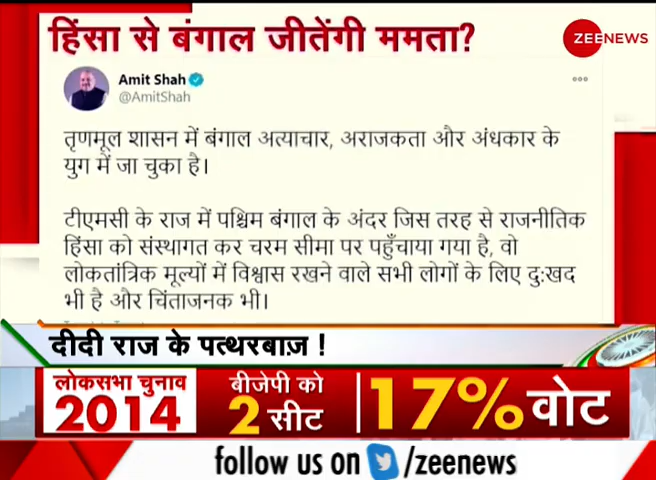 हिंसा से बंगाल जीतेंगी ममता?
ZEENEWS
Amit Shah
@AmitShah
तृणमूल शासन में बंगाल अत्याचार, अराजकता और अंधकार के
युग में जा चुका है।
टीएमसी के राज में पश्चिम बंगाल के अंदर जिस तरह से राजनीतिक
हिंसा को संस्थागत कर चरम सीमा पर पहुँचाया गया है, वो
लोकतांत्रिक मूल्यों में विश्वास रखने वाले सभी लोगों के लिए दु:खद
भी है और चिंताजनक भी।
दीदी राज के पत्थरबाज़ !
लोकसभा चुनाव
2014
बीजेपी को
2 सीट
17% वोट
follow us on /zeenews